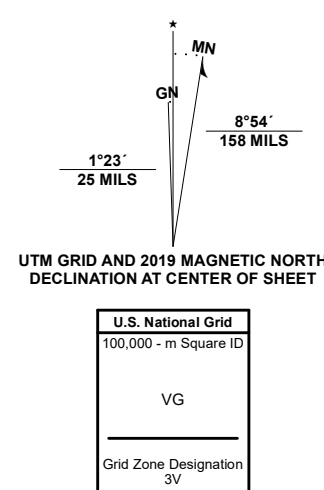 ★
MN
GN
8°54´
158 MILS
1°23´
25 MILS
UTM GRID AND 2019 MAGNETIC NORTH
DECLINATION AT CENTER OF SHEET
U.S. National Grid
100,000 - m Square ID
VG
Grid Zone Designation
3V